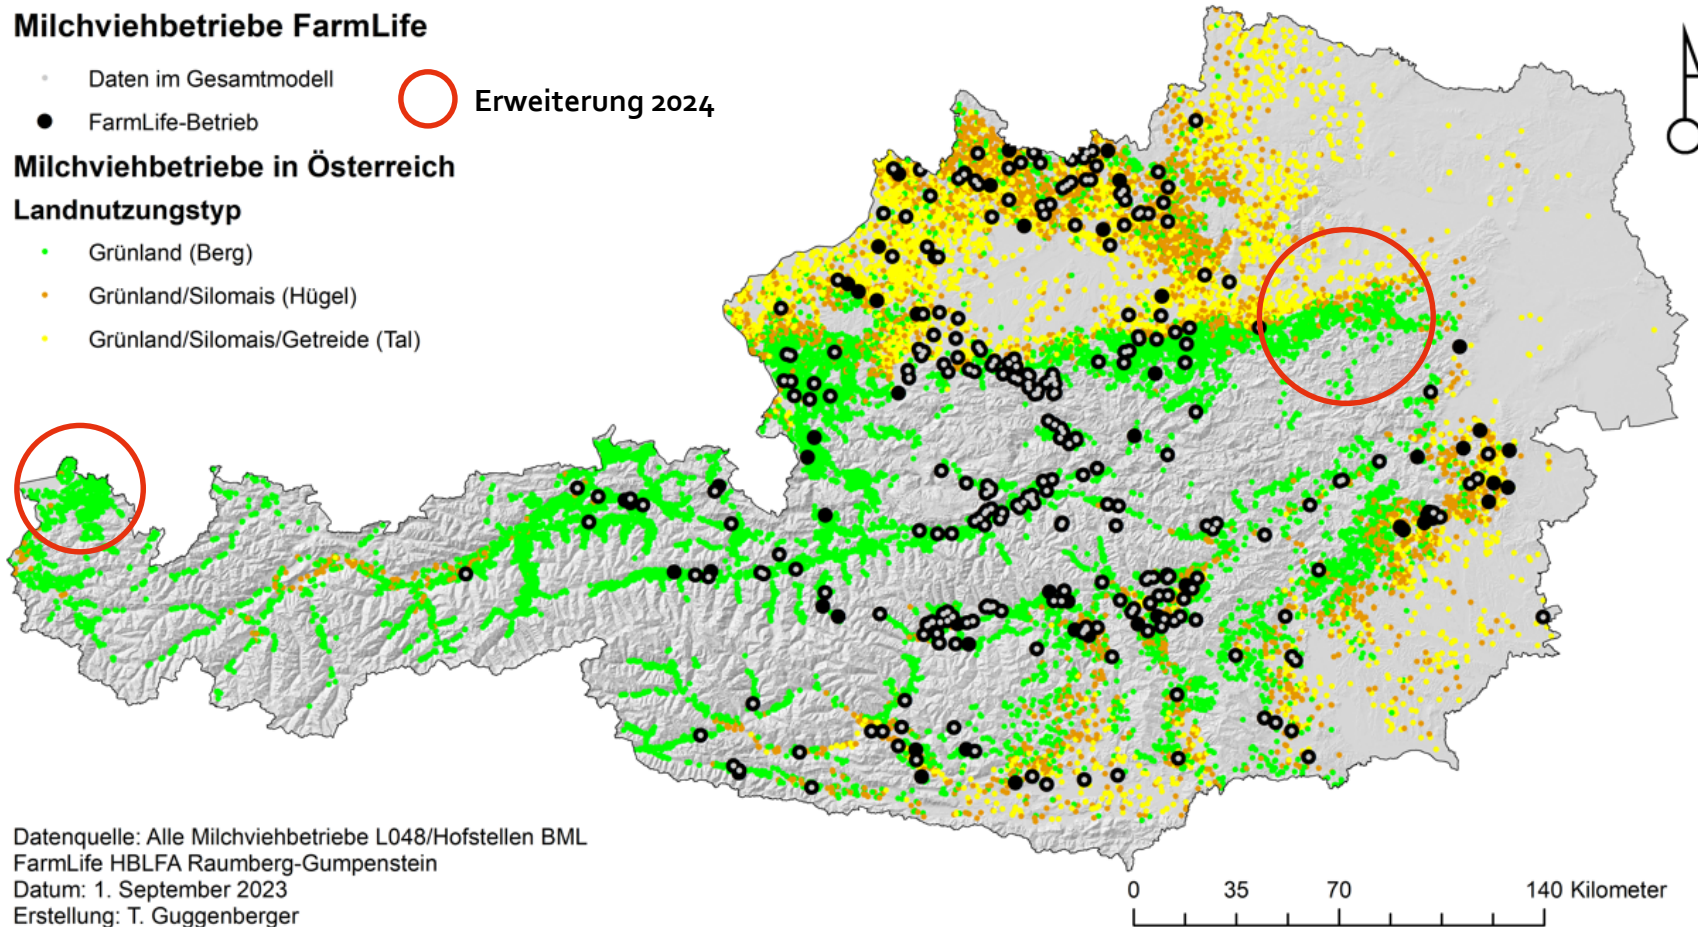 Milchviehbetriebe FarmLife
Daten im Gesamtmodell
FarmLife-Betrieb
Erweiterung 2024
Milchviehbetriebe in Österreich
Landnutzungstyp
Grünland (Berg)
Grünland/Silomais (Hügel)
Grünland/Silomais/Getreide (Tal)
Datenquelle: Alle Milchviehbetriebe L048/Hofstellen BML
FarmLife HBLFA Raumberg-Gumpenstein
Datum: 1. September 2023
Erstellung: T. Guggenberger
0 35 70 140 Kilometer